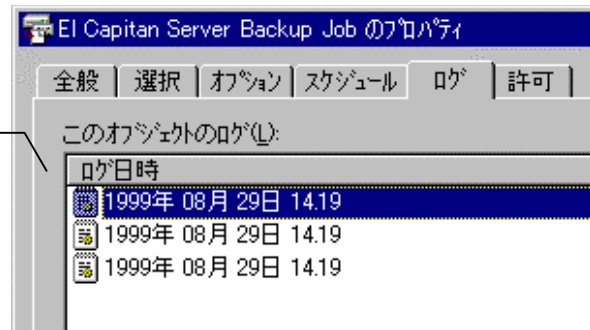 El Capitan Server Backup Job のﾌﾟﾛﾊﾟﾃｨ
全般 選択 ｵﾌﾟｼｮﾝ ｽｹｼﾞｭｰﾙ ﾛｸﾞ 許可
このｵﾌﾞｼﾞｪｸﾄのﾛｸﾞ(L):
ﾛｸﾞ日時
1999年 08月 29日 14.19
1999年 08月 29日 14.19
1999年 08月 29日 14.19